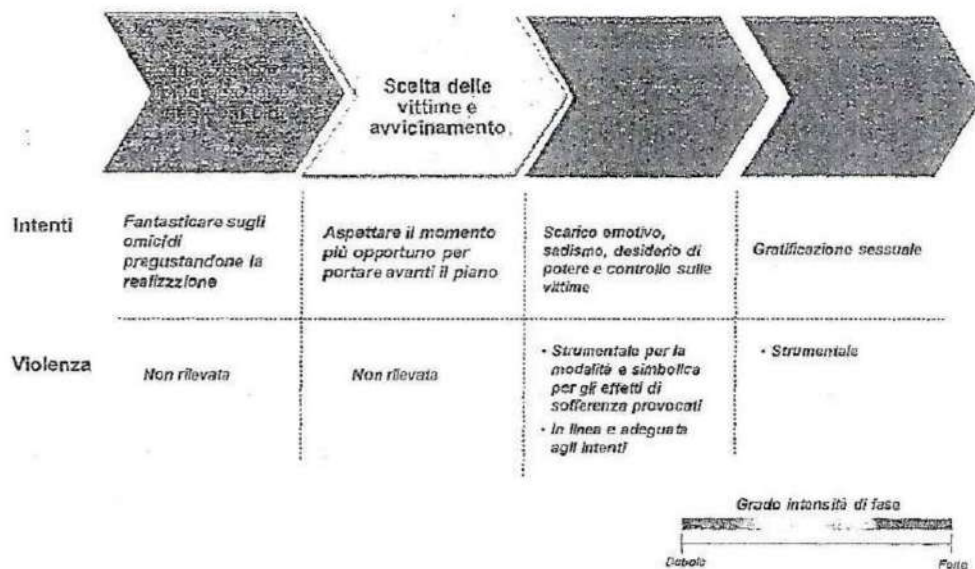 Scelta delle
vittime e
avvicinamento
Intenti
Fantasticare sugli
omicidi
pregustandone la
realizzzione
Aspettare il momento
più opportuno per
portare avanti il piano
Scarico emotivo,
sadismo, desiderio di
potere e controllo sulle
vittime
Gratificazione sessuale
Violenza
Non rilevata
Non rilevata
• Strumentale per la
modalità e simbolica
per gli effetti di
sofferenza provocati
• In linea e adeguata
agli intenti
• Strumentale
Grado intensità di fase
Debole
Forte